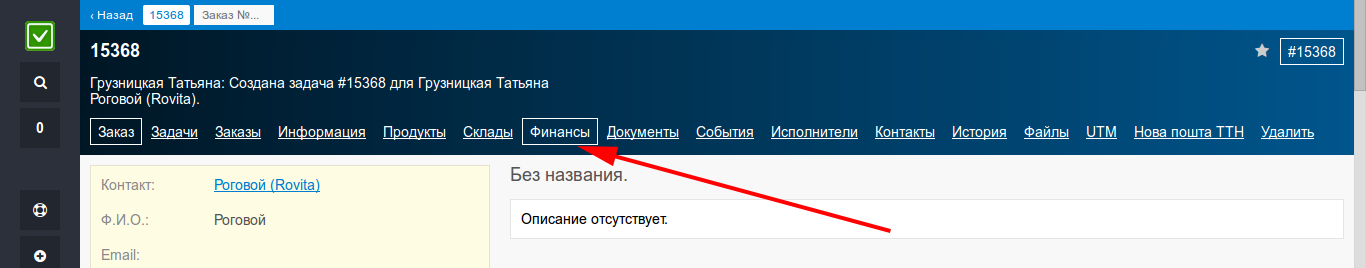 ‹ Назад 15368 Заказ №...
15368
#15368
Грузницкая Татьяна: Создана задача #15368 для Грузницкая Татьяна
Роговой (Rovita).
0
Заказ Задачи Заказы Информация Продукты Склады Финансы Документы События Исполнители Контакты История Файлы UTM Нова пошта ТТН Удалить
Контакт: Роговой (Rovita)
Без названия.
Ф.И.О.: Роговой
Описание отсутствует.
Email: